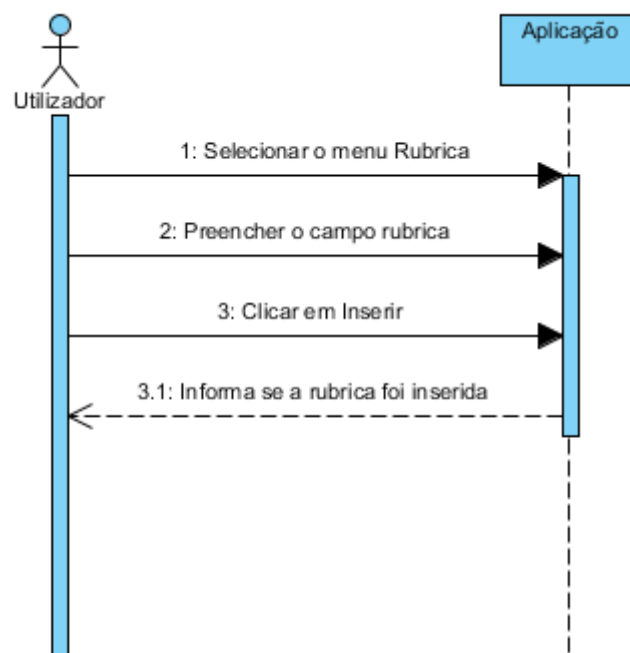 Utilizador
Aplicação
1: Selecionar o menu Rubrica
2: Preencher o campo rubrica
3: Clicar em Inserir
3.1: Informa se a rubrica foi inserida